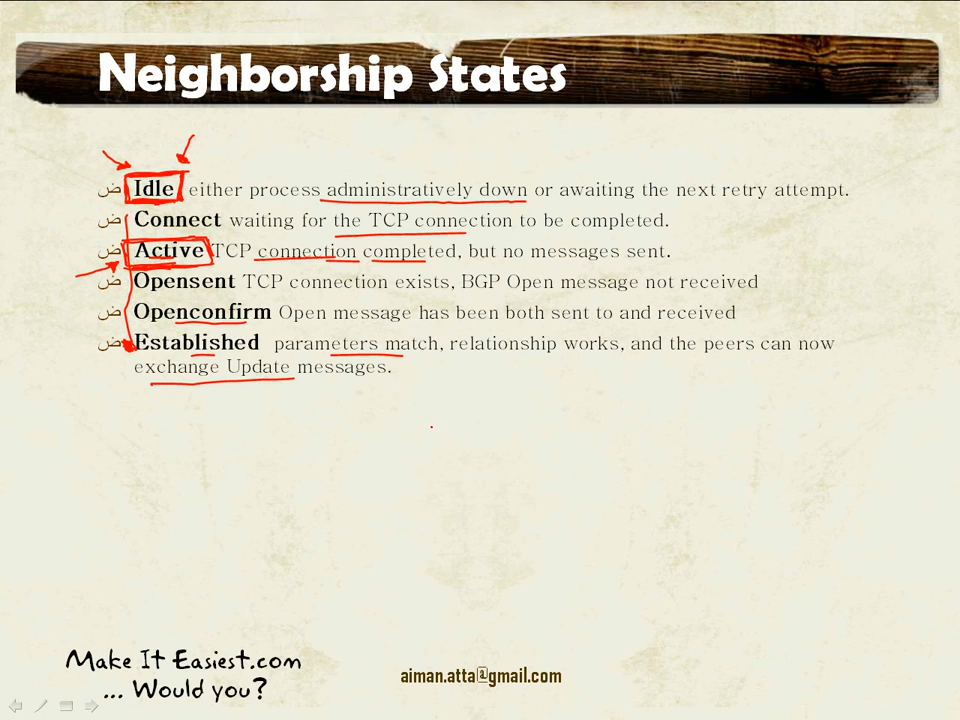 Neighborship States
ض Idle either process administratively down or awaiting the next retry attempt.
ض Connect waiting for the TCP connection to be completed.
ض Active TCP connection completed, but no messages sent.
ض Opensent TCP connection exists, BGP Open message not received
ض Openconfirm Open message has been both sent to and received
ض Established parameters match, relationship works, and the peers can now
exchange Update messages.
Make It Easiest.com
... Would you?
aiman.atta@gmail.com